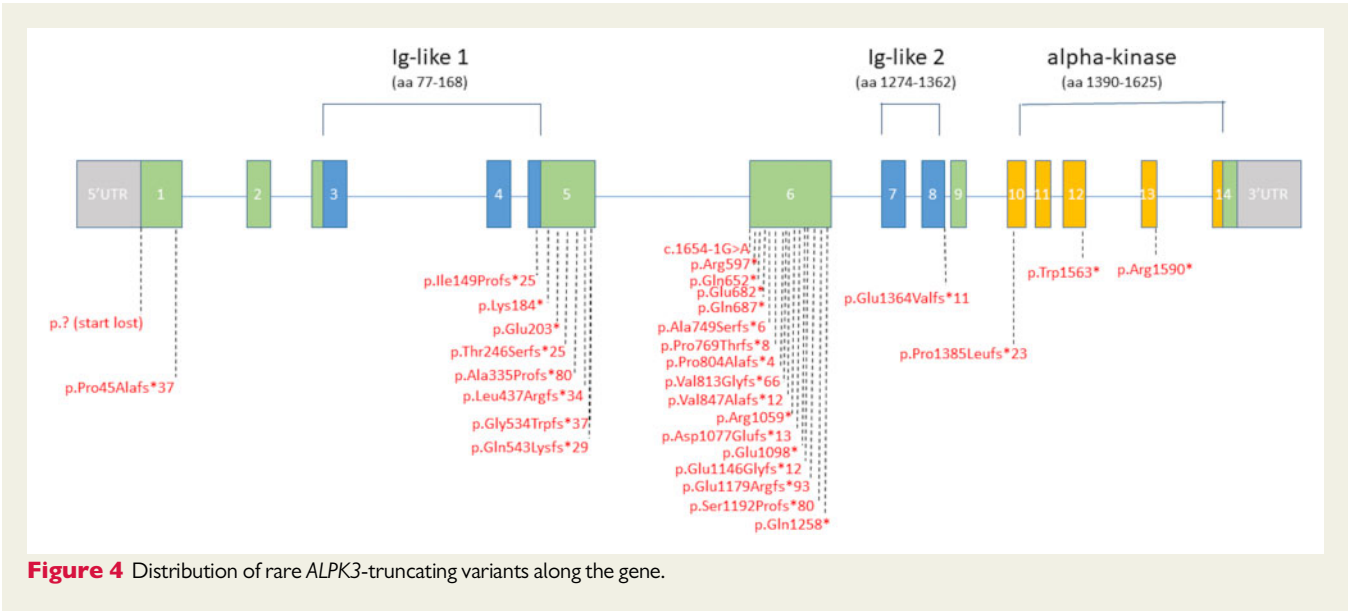 Ig-like 1
(aa 77-168)
Ig-like 2
(aa 1274-1362)
alpha-kinase
(aa 1390-1625)
5'UTR 1 2 3 4 5 6 7 8 9 10 11 12 13 14 3'UTR
p.? (start lost)
p.Pro45Alafs*37
p.Ile149Profs*25
p.Lys184*
p.Glu203*
p.Thr246Serfs*25
p.Ala335Profs*80
p.Leu437Argfs*34
p.Gly534Trpfs*37
p.Gln543Lysfs*29
c.1654-1G>A
p.Arg597*
p.Gln652*
p.Glu682*
p.Gln687*
p.Ala749Serfs*6
p.Pro769Thrfs*8
p.Pro804Alafs*4
p.Val813Glyfs*66
p.Val847Alafs*12
p.Arg1059*
p.Asp1077Glufs*13
p.Glu1098*
p.Glu1146Glyfs*12
p.Glu1179Argfs*93
p.Ser1192Profs*80
p.Gln1258*
p.Glu1364Valfs*11
p.Pro1385Leufs*23
p.Trp1563*
p.Arg1590*
Figure 4 Distribution of rare ALPK3-truncating variants along the gene.